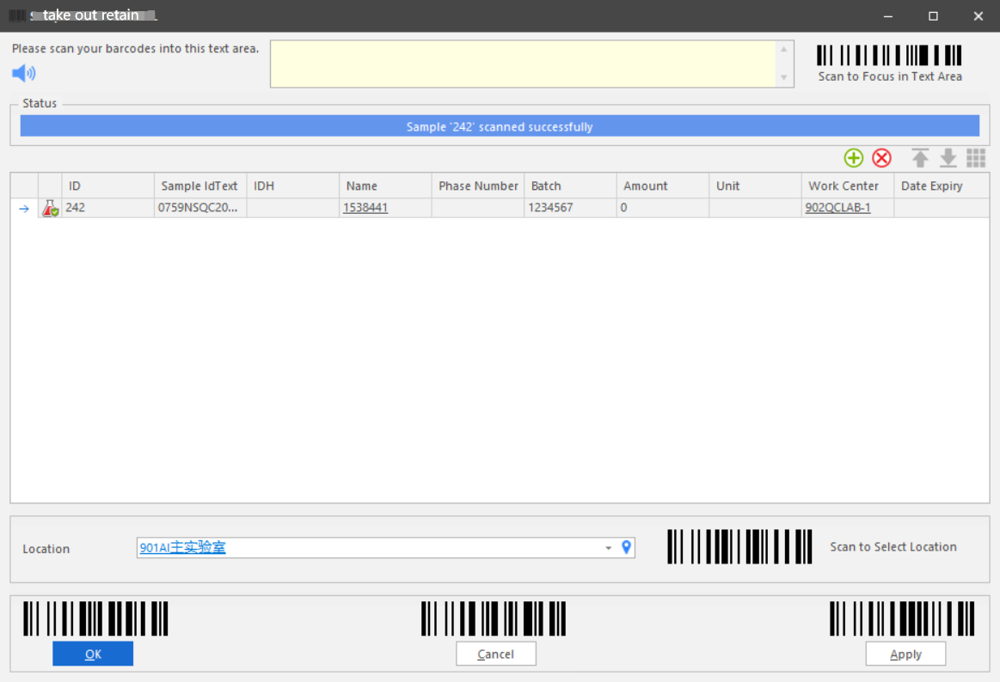 take out retain
Please scan your barcodes into this text area.
Scan to Focus in Text Area
Status
Sample '242' scanned successfully
ID Sample IdText IDH Name Phase Number Batch Amount Unit Work Center Date Expiry
242 0759NSQC20... 1538441 1234567 0 902QCLAB-1
Location 901AI主实验室 Scan to Select Location
OK Cancel Apply